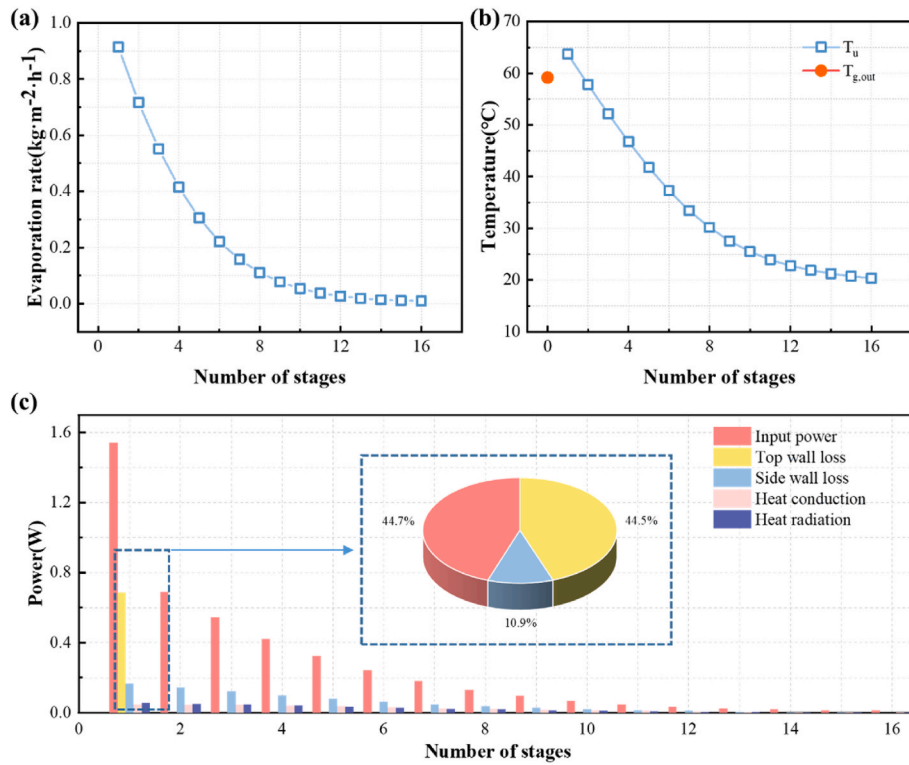 (a)
1.0
0.8
0.6
0.4
0.2
0.0
Evaporation rate(kg·m⁻²·h⁻¹)
0 4 8 12 16
Number of stages
(b)
70
60
50
40
30
20
10
Temperature(℃)
T_u
T_g,out
0 4 8 12 16
Number of stages
(c)
1.6
1.2
0.8
0.4
0.0
Power(W)
44.7%
44.5%
10.9%
Input power
Top wall loss
Side wall loss
Heat conduction
Heat radiation
0 2 4 6 8 10 12 14 16
Number of stages